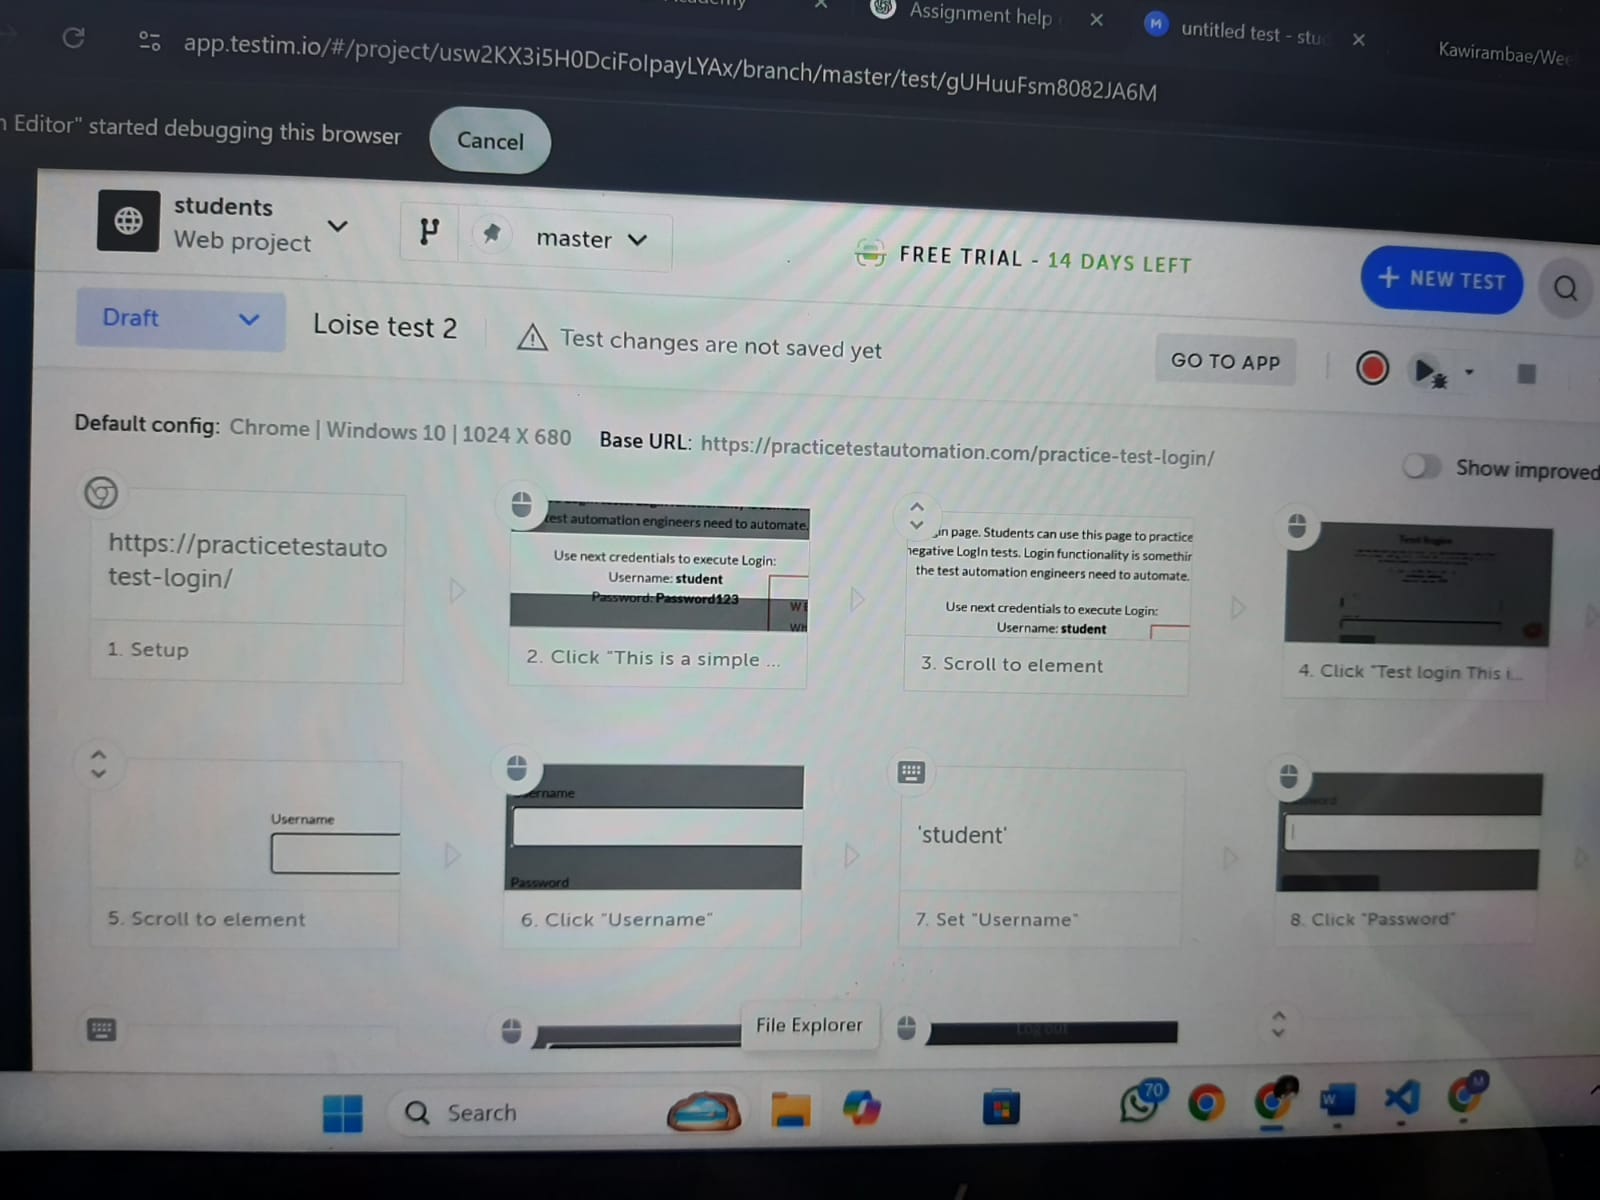 Assignment help
untitled test - stu
Kawirambae/Wee
app.testim.io/#/project/usw2KX3i5H0DciFoIpayLYAx/branch/master/test/gUHuuFsm8082JA6M
Editor" started debugging this browser
Cancel
students
Web project
master
FREE TRIAL - 14 DAYS LEFT
+ NEW TEST
Draft
Loise test 2
Test changes are not saved yet
GO TO APP
Default config: Chrome | Windows 10 | 1024 X 680
Base URL: https://practicetestautomation.com/practice-test-login/
Show improved
https://practicetestauto
test-login/
1. Setup
test automation engineers need to automate.
Use next credentials to execute Login:
Username: student
Password: Password123
WE
WH
2. Click "This is a simple ...
in page. Students can use this page to practice
negative LogIn tests. Login functionality is somethin
the test automation engineers need to automate.
Use next credentials to execute Login:
Username: student
3. Scroll to element
Test login
4. Click "Test login This i...
Username
5. Scroll to element
ername
Password
6. Click "Username"
'student'
7. Set "Username"
8. Click "Password"
File Explorer
Log out
Search
70
W
M